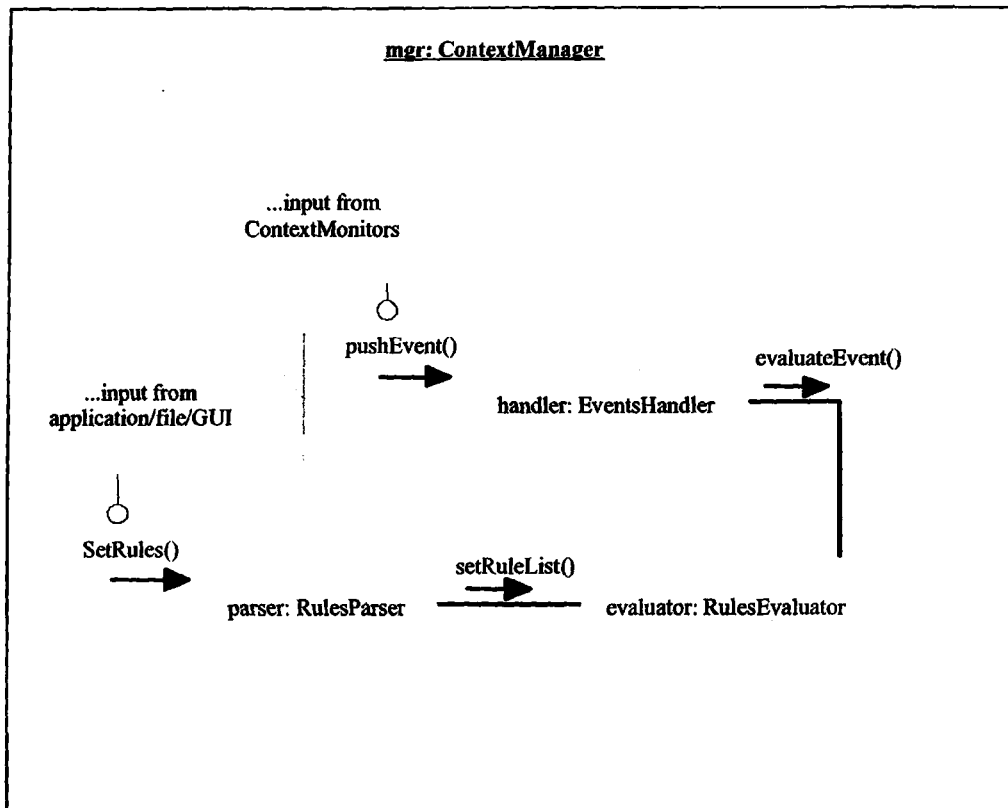 mgr: ContextManager
...input from
ContextMonitors
pushEvent()
evaluateEvent()
...input from
application/file/GUI
handler: EventsHandler
SetRules()
setRuleList()
parser: RulesParser
evaluator: RulesEvaluator